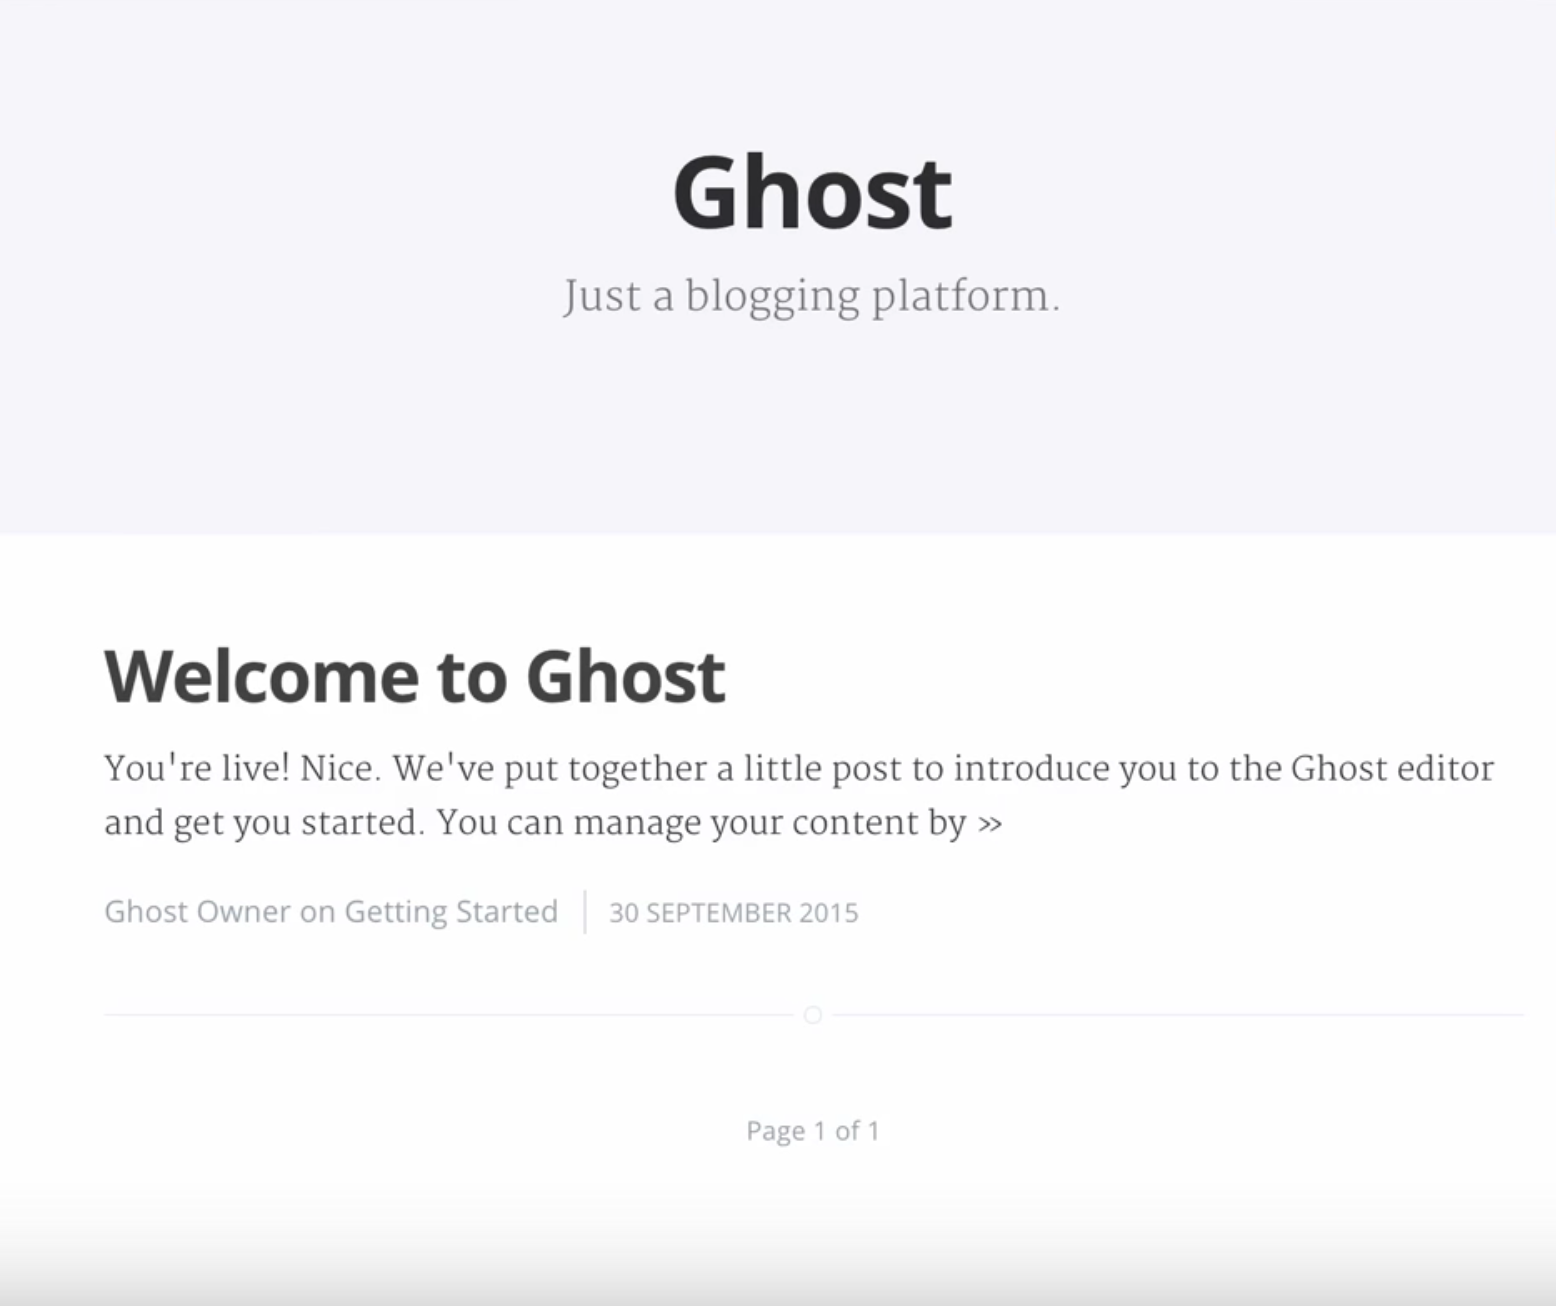 Ghost
Just a blogging platform.
Welcome to Ghost
You're live! Nice. We've put together a little post to introduce you to the Ghost editor
and get you started. You can manage your content by »
Ghost Owner on Getting Started | 30 SEPTEMBER 2015
Page 1 of 1